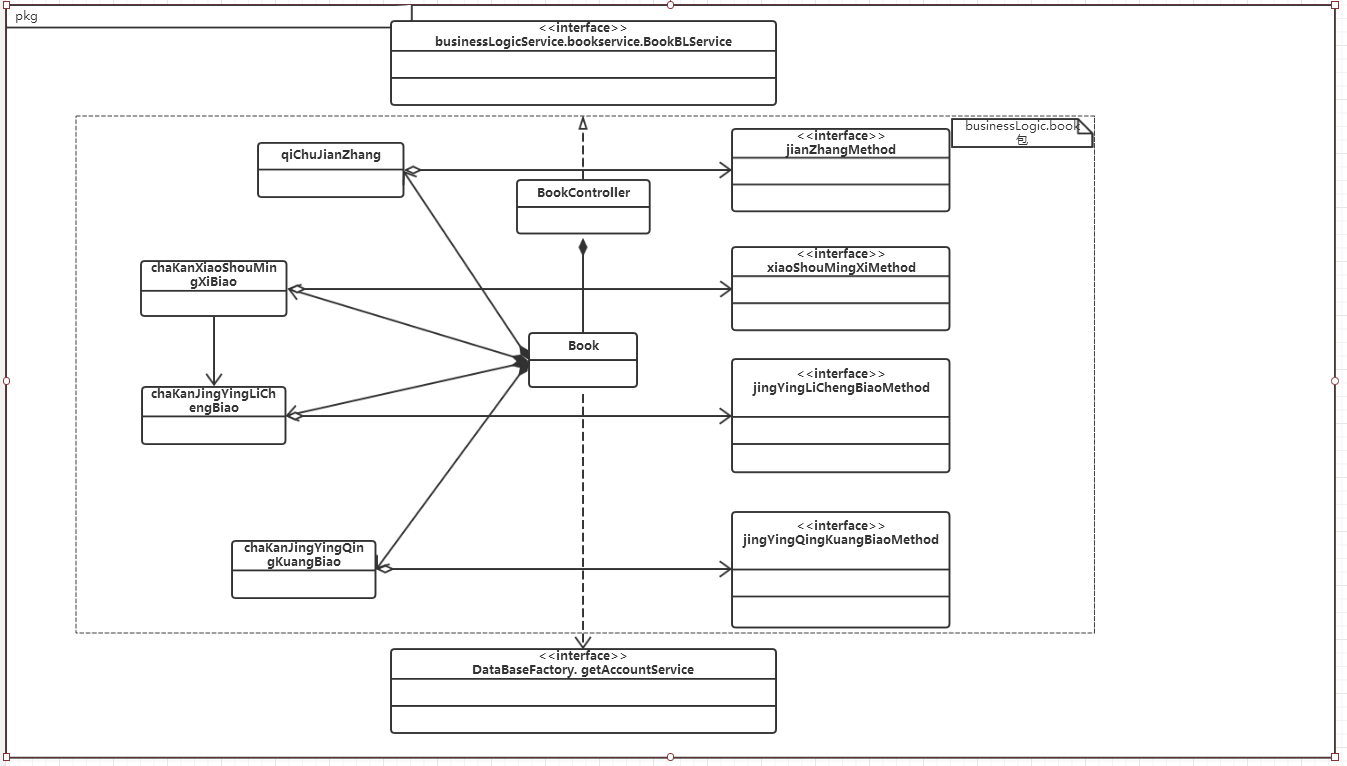 pkg
<<interface>>
businessLogicService.bookservice.BookBLService
businessLogic.book
包
qiChuJianZhang
<<interface>>
jianZhangMethod
BookController
chaKanXiaoShouMin
gXiBiao
<<interface>>
xiaoShouMingXiMethod
Book
chaKanJingYingLiCh
engBiao
<<interface>>
jingYingLiChengBiaoMethod
chaKanJingYingQin
gKuangBiao
<<interface>>
jingYingQingKuangBiaoMethod
<<interface>>
DataBaseFactory. getAccountService